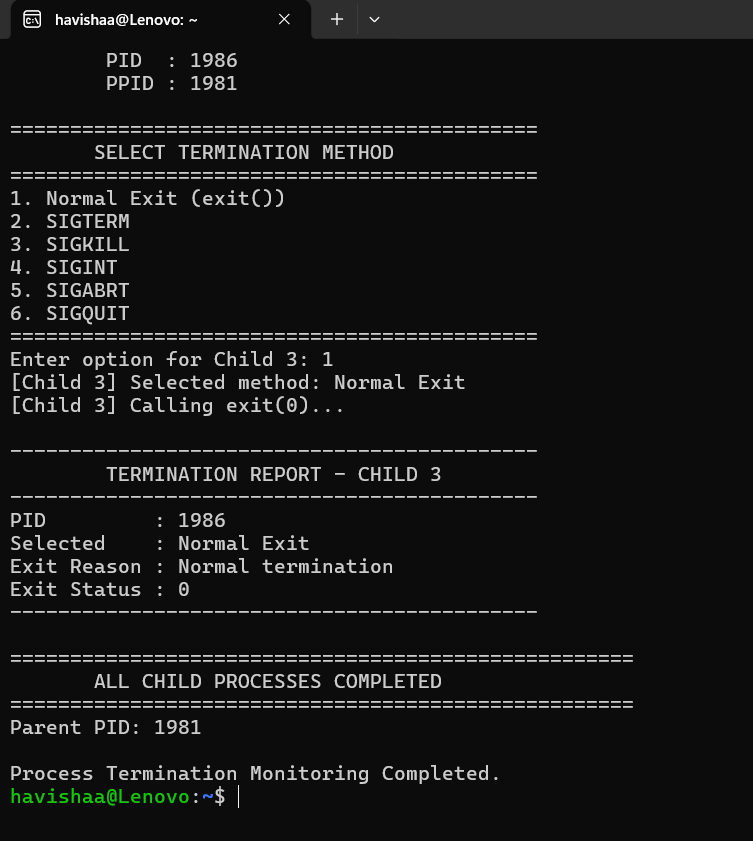 havishaa@Lenovo: ~
PID  : 1986
PPID : 1981
============================================
SELECT TERMINATION METHOD
============================================
1. Normal Exit (exit())
2. SIGTERM
3. SIGKILL
4. SIGINT
5. SIGABRT
6. SIGQUIT
============================================
Enter option for Child 3: 1
[Child 3] Selected method: Normal Exit
[Child 3] Calling exit(0)...
--------------------------------------------
TERMINATION REPORT - CHILD 3
--------------------------------------------
PID         : 1986
Selected    : Normal Exit
Exit Reason : Normal termination
Exit Status : 0
--------------------------------------------
====================================================
ALL CHILD PROCESSES COMPLETED
====================================================
Parent PID: 1981
Process Termination Monitoring Completed.
havishaa@Lenovo:~$